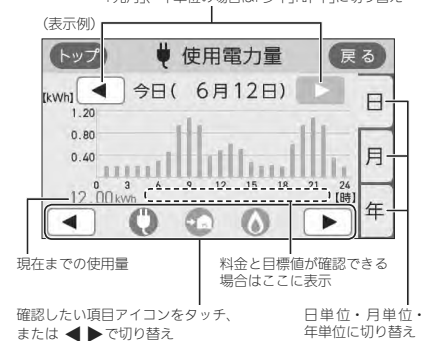 (表示例)
トップ 使用電力量 戻る
◀ 今日( 6月12日) ▶
[kWh]
1.20
0.80
0.40
0 3 6 9 12 15 18 21 24
[時]
12.00kWh
日
月
年
◀ ▶
現在までの使用量
料金と目標値が確認できる
場合はここに表示
確認したい項目アイコンをタッチ、
または ◀ ▶ で切り替え
日単位・月単位・
年単位に切り替え